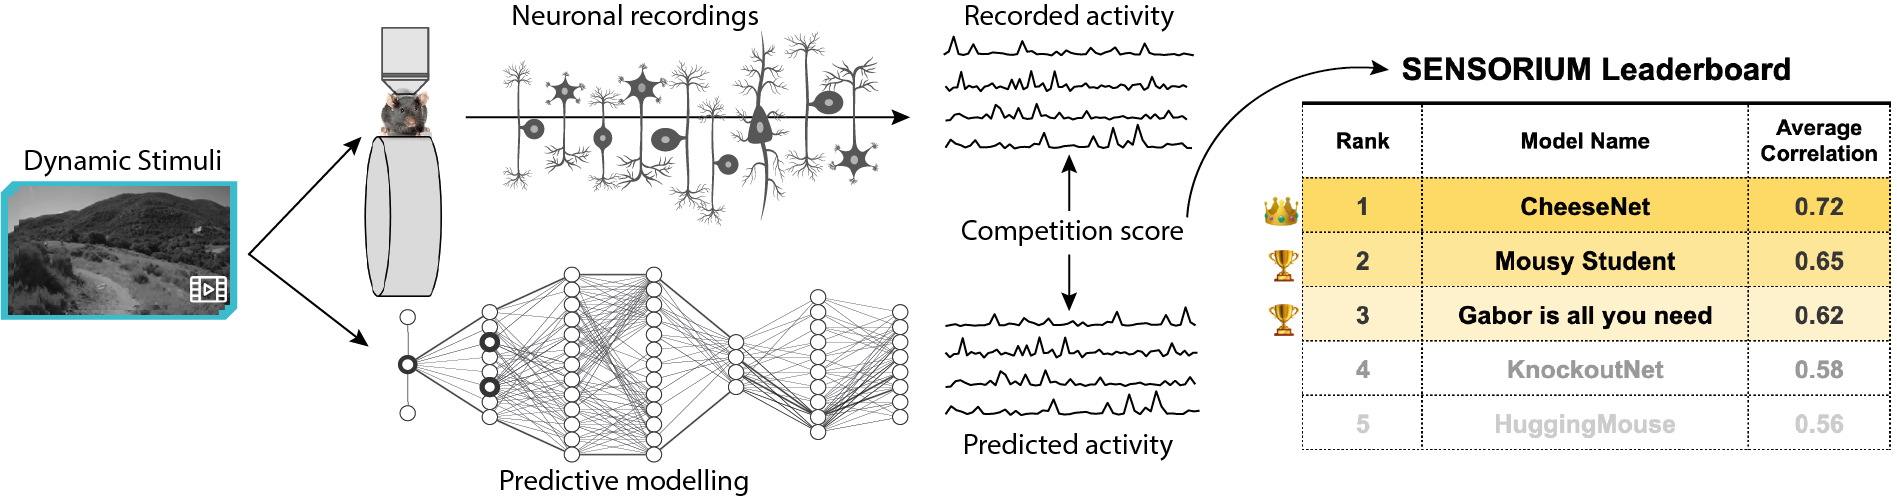 Neuronal recordings
Recorded activity
Dynamic Stimuli
Competition score
Predictive modelling
Predicted activity
SENSORIUM Leaderboard
Rank Model Name Average Correlation
1 CheeseNet 0.72
2 Mousy Student 0.65
3 Gabor is all you need 0.62
4 KnockoutNet 0.58
5 HuggingMouse 0.56